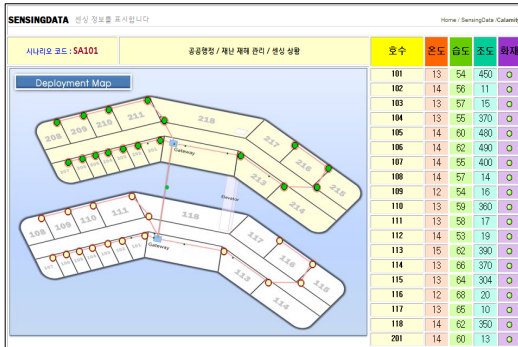 SENSINGDATA 센싱 정보를 표시합니다
Home / SensingData /Calamity
시나리오 코드 : SA101
공공행정 / 재난 재해 관리 / 센싱 상황
호수 온도 습도 조도 화재
Deployment Map
101 13 54 450
102 14 56 11
103 13 57 15
104 13 55 370
105 14 60 480
106 14 62 490
107 14 55 400
108 14 57 14
109 12 54 16
110 13 59 360
111 13 58 17
112 14 53 19
113 15 62 390
114 13 66 370
115 13 64 304
116 12 68 20
117 13 65 10
118 14 62 350
201 14 60 13
208 209 210 211 218 217 216 215
213 214
Gateway
Elevator
108 109 110 111 118 117 116 115
113 114
Gateway